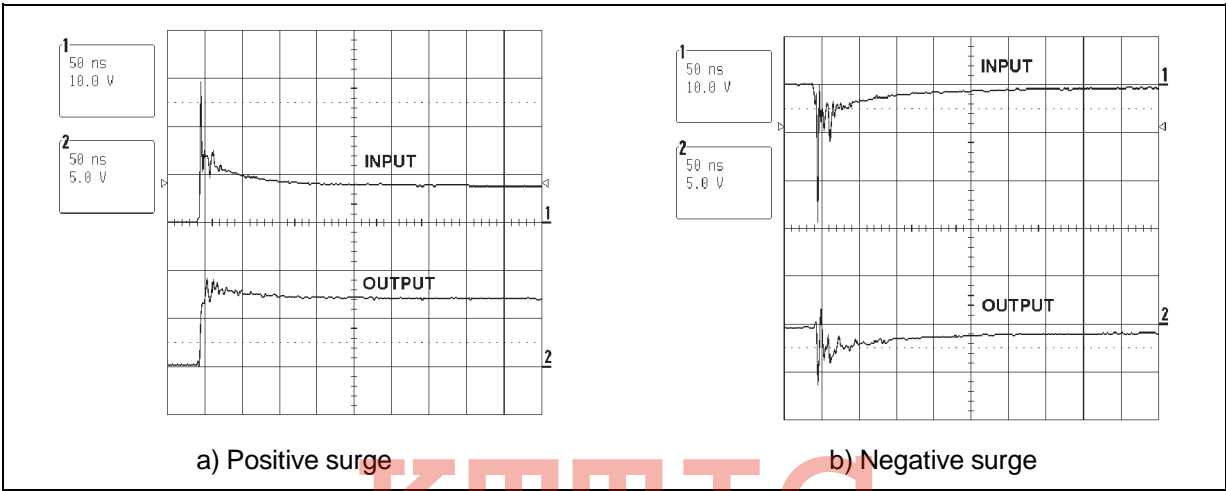 1
50 ns
10.0 V
2
50 ns
5.0 V
INPUT
1
OUTPUT
2
a) Positive surge
1
50 ns
10.0 V
2
50 ns
5.0 V
INPUT
1
OUTPUT
2
b) Negative surge